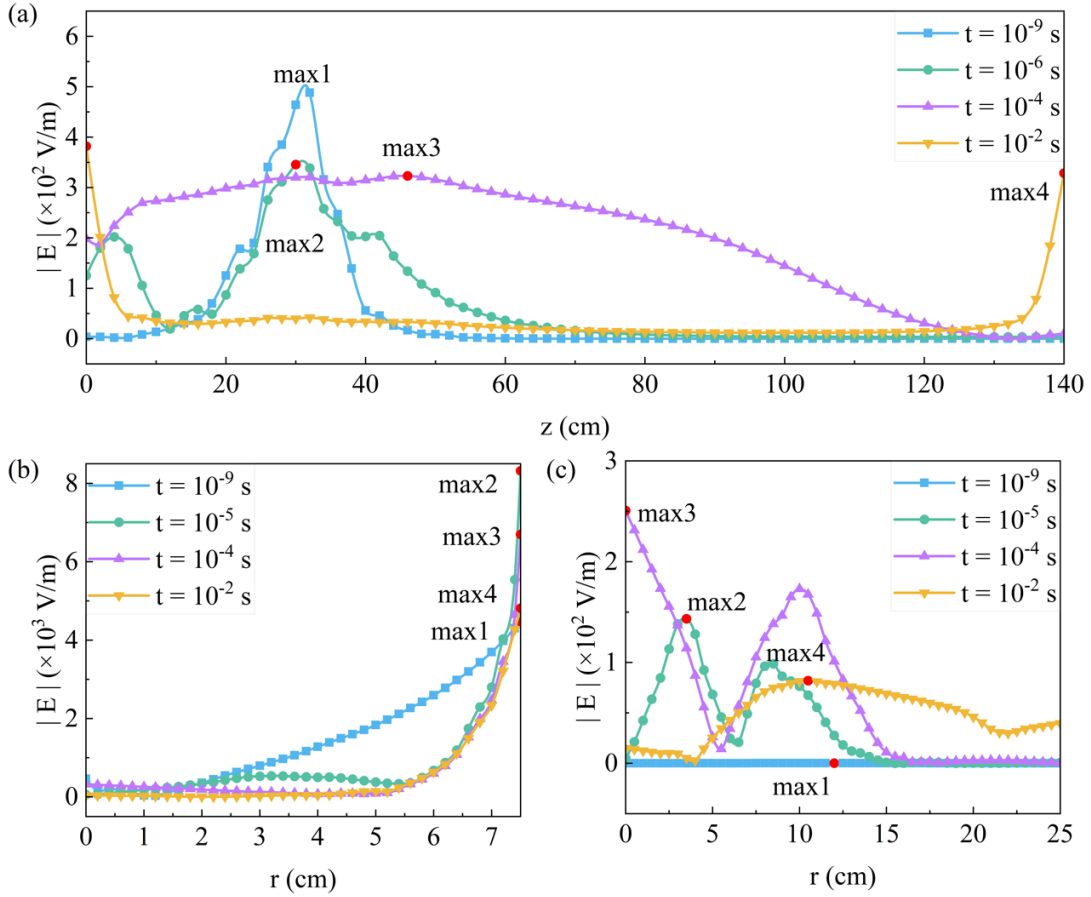 (a)
| E | (×10² V/m)
6
5
4
3
2
1
0
max1
max2
max3
max4
t = 10⁻⁹ s
t = 10⁻⁶ s
t = 10⁻⁴ s
t = 10⁻² s
0 20 40 60 80 100 120 140
z (cm)
(b)
| E | (×10³ V/m)
8
6
4
2
0
t = 10⁻⁹ s
t = 10⁻⁵ s
t = 10⁻⁴ s
t = 10⁻² s
max2
max3
max4
max1
0 1 2 3 4 5 6 7
r (cm)
(c)
| E | (×10² V/m)
3
2
1
0
t = 10⁻⁹ s
t = 10⁻⁵ s
t = 10⁻⁴ s
t = 10⁻² s
max3
max2
max4
max1
0 5 10 15 20 25
r (cm)